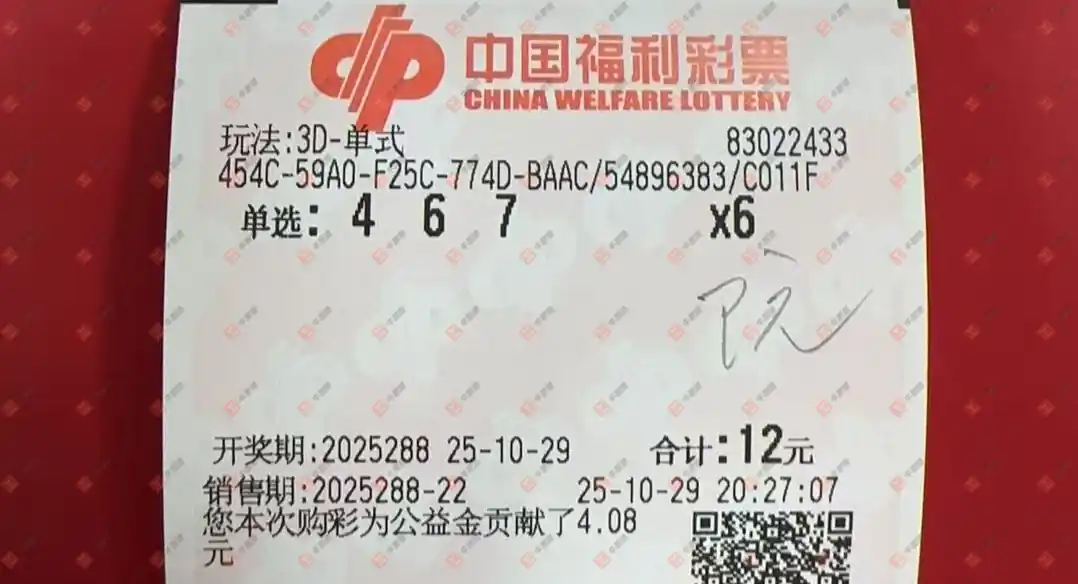 中国福利彩票
CHINA WELFARE LOTTERY
玩法:3D-单式 83022433
454C-59A0-F25C-774D-BAAC/54896383/C011F
单选: 4 6 7 x6
院
开奖期:2025288 25-10-29 合计:12元
销售期:2025288-22 25-10-29 20:27:07
您本次购彩为公益金贡献了4.08
元